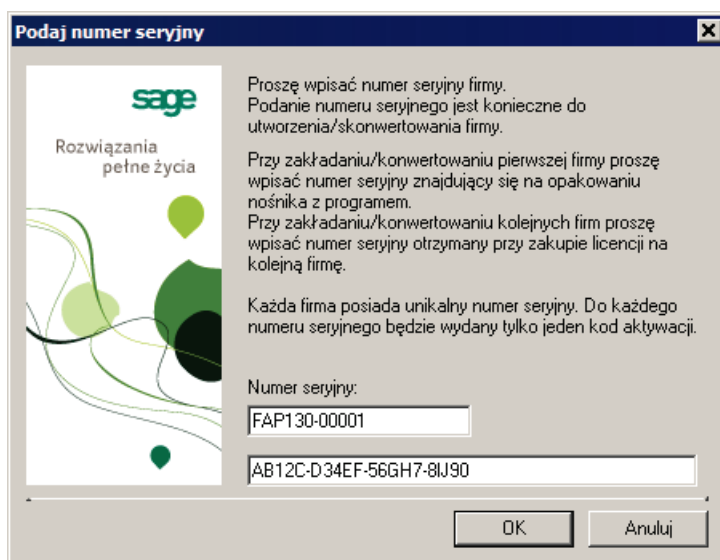 Podaj numer seryjny
sage
Rozwiązania
pełne życia
Proszę wpisać numer seryjny firmy.
Podanie numeru seryjnego jest konieczne do
utworzenia/skonwertowania firmy.
Przy zakładaniu/konwertowaniu pierwszej firmy proszę
wpisać numer seryjny znajdujący się na opakowaniu
nośnika z programem.
Przy zakładaniu/konwertowaniu kolejnych firm proszę
wpisać numer seryjny otrzymany przy zakupie licencji na
kolejną firmę.
Każda firma posiada unikalny numer seryjny. Do każdego
numeru seryjnego będzie wydany tylko jeden kod aktywacji.
Numer seryjny:
FAP130-00001
AB12C-D34EF-56GH7-8IJ90
OK
Anuluj